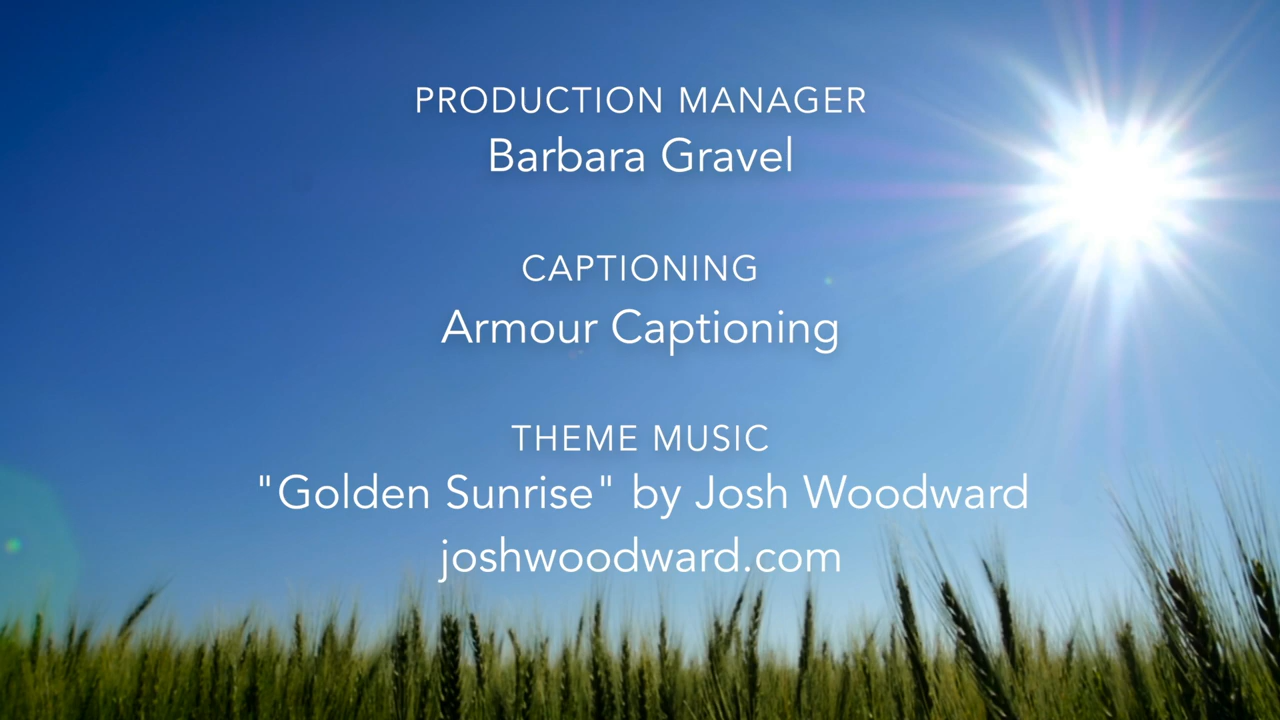 PRODUCTION MANAGER
Barbara Gravel
CAPTIONING
Armour Captioning
THEME MUSIC
"Golden Sunrise" by Josh Woodward
joshwoodward.com